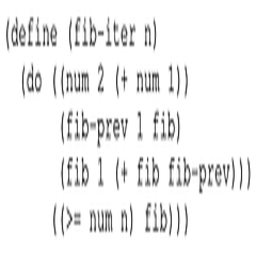 (define (fib-iter n)
(do ((num 2 (+ num 1))
(fib-prev 1 fib)
(fib 1 (+ fib fib-prev)))
((>= num n) fib)))